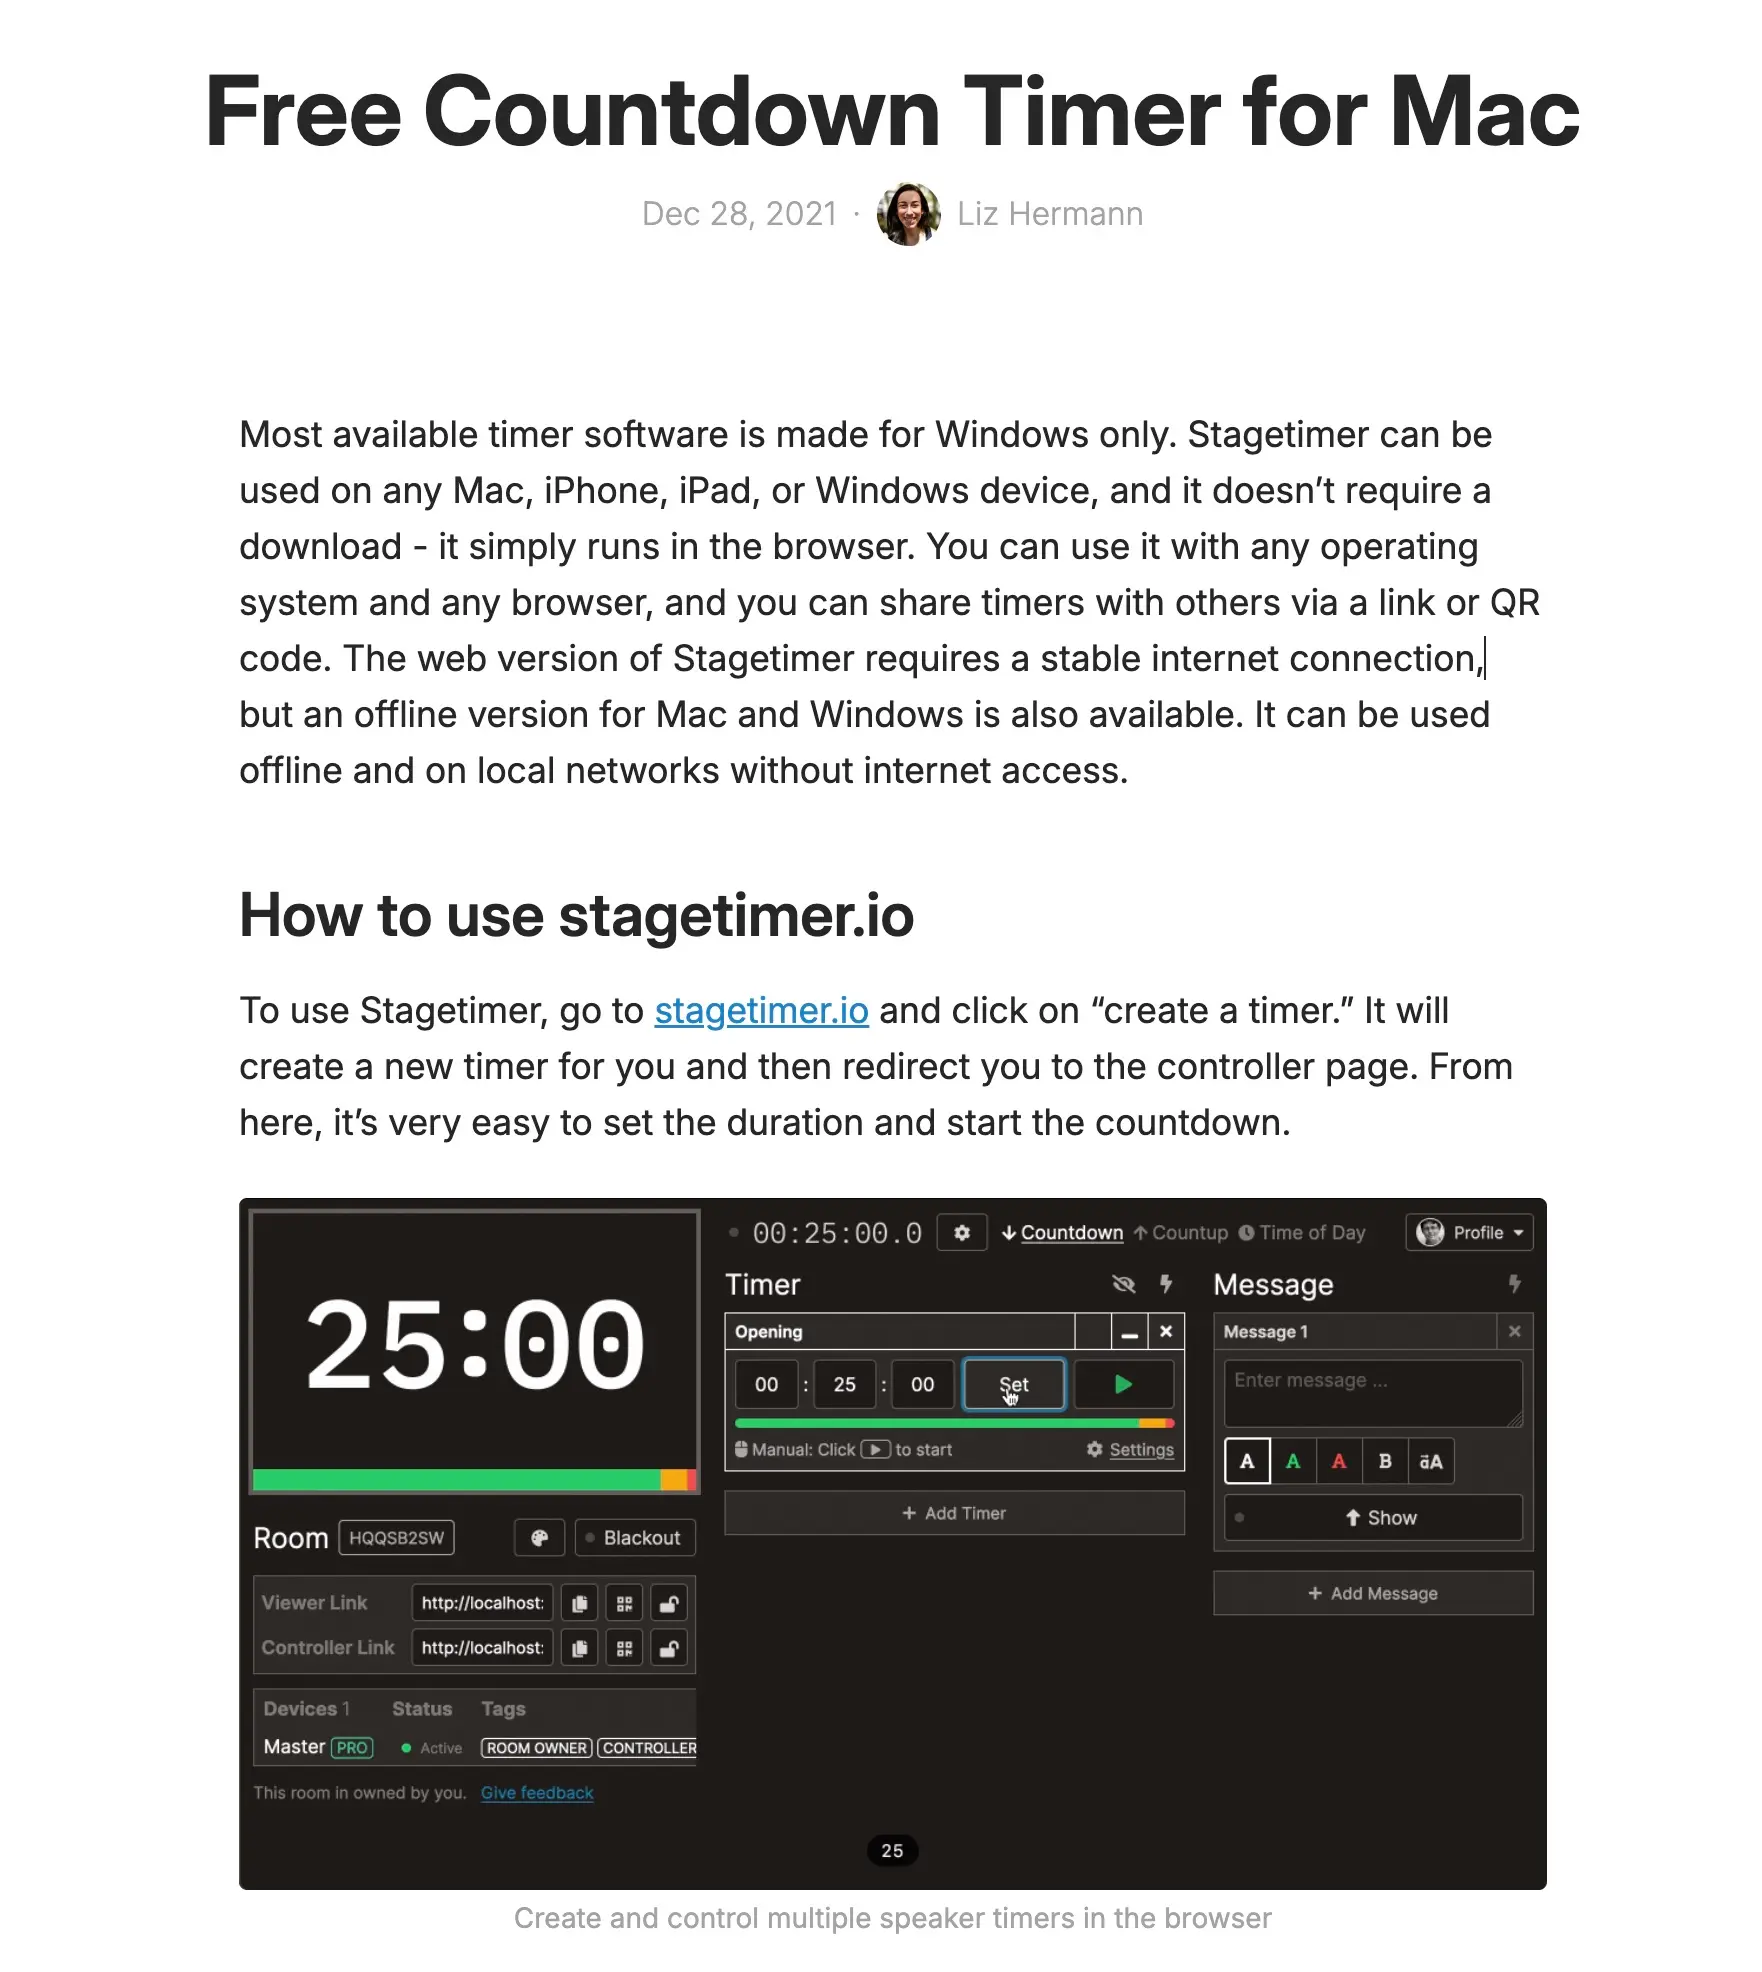 Free Countdown Timer for Mac
Dec 28, 2021 · Liz Hermann
Most available timer software is made for Windows only. Stagetimer can be
used on any Mac, iPhone, iPad, or Windows device, and it doesn’t require a
download - it simply runs in the browser. You can use it with any operating
system and any browser, and you can share timers with others via a link or QR
code. The web version of Stagetimer requires a stable internet connection,
but an offline version for Mac and Windows is also available. It can be used
offline and on local networks without internet access.
How to use stagetimer.io
To use Stagetimer, go to stagetimer.io and click on “create a timer.” It will
create a new timer for you and then redirect you to the controller page. From
here, it’s very easy to set the duration and start the countdown.
25:00
Room HQQSB2SW Blackout
Viewer Link http://localhost:
Controller Link http://localhost:
Devices 1 Status Tags
Master PRO Active ROOM OWNER CONTROLLER
This room in owned by you. Give feedback
00:25:00.0 Countdown Countup Time of Day Profile
Timer
Opening
00 : 25 : 00 Set
Manual: Click to start Settings
+ Add Timer
Message
Message 1
Enter message ...
A A A B äA
Show
+ Add Message
25
Create and control multiple speaker timers in the browser